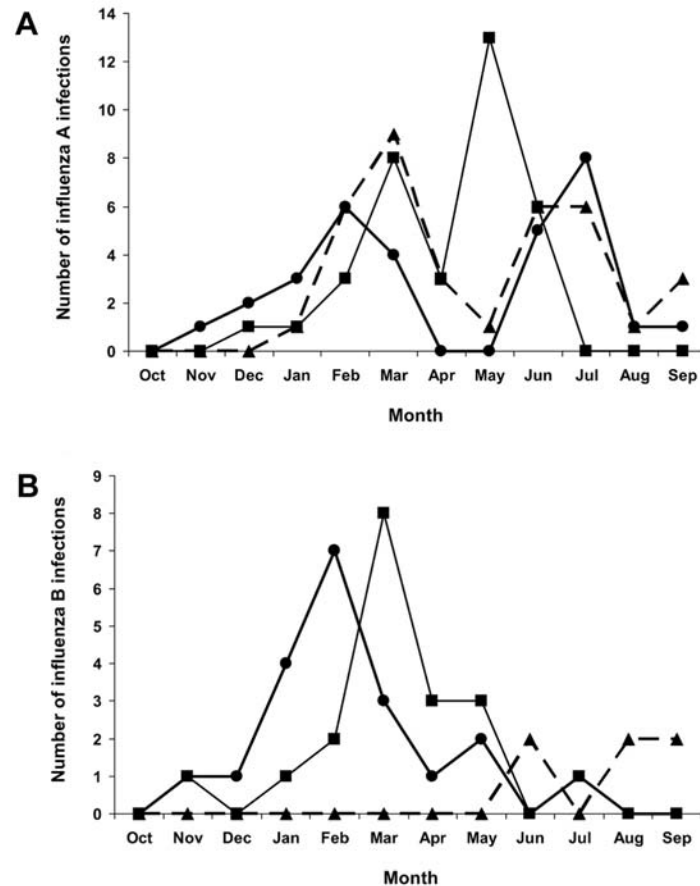 A
Number of influenza A infections
14
12
10
8
6
4
2
0
Oct Nov Dec Jan Feb Mar Apr May Jun Jul Aug Sep
Month
B
Number of influenza B infections
9
8
7
6
5
4
3
2
1
0
Oct Nov Dec Jan Feb Mar Apr May Jun Jul Aug Sep
Month